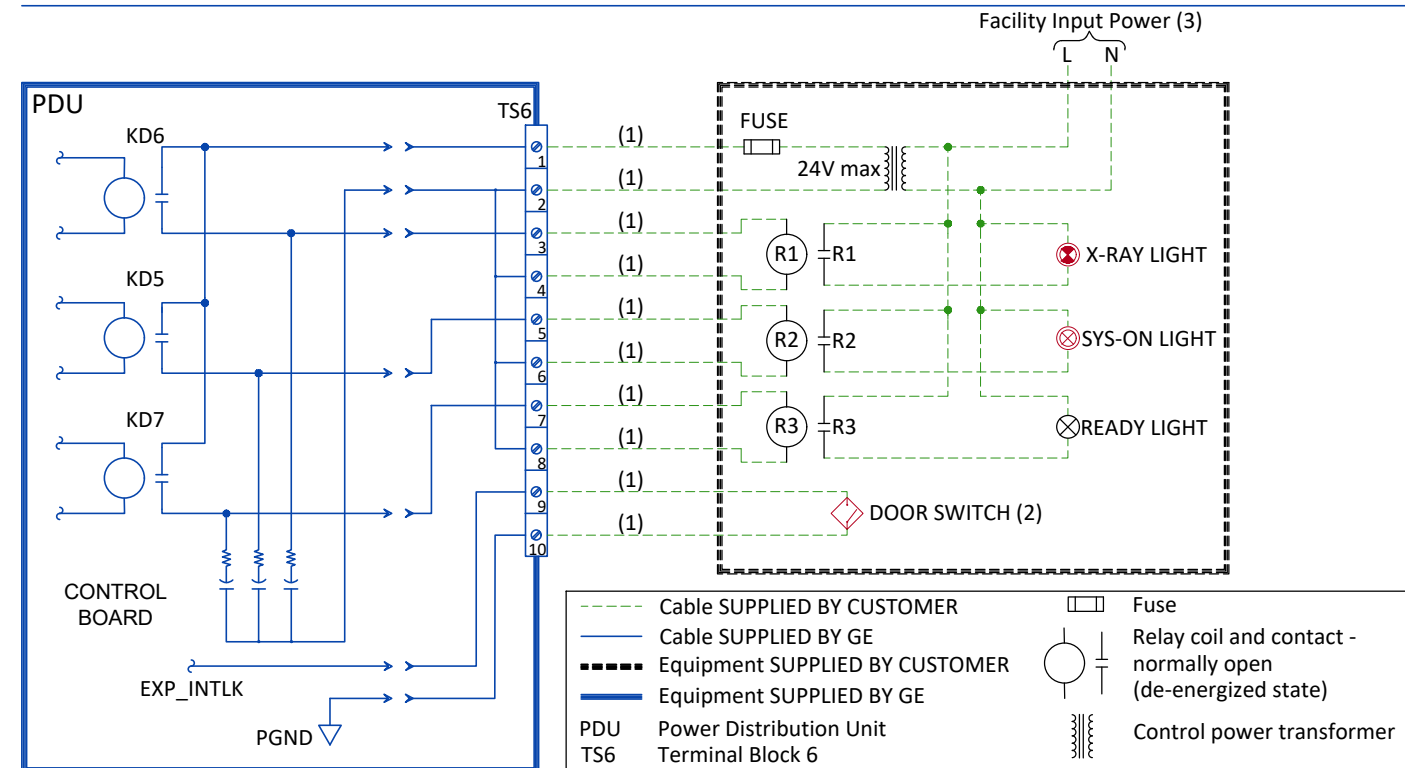 Facility Input Power (3)
L N
PDU
TS6
KD6
KD5
KD7
CONTROL
BOARD
EXP_INTLK
PGND
1
2
3
4
5
6
7
8
9
10
(1)
(1)
(1)
(1)
(1)
(1)
(1)
(1)
(1)
(1)
FUSE
24V max
R1 R1 X-RAY LIGHT
R2 R2 SYS-ON LIGHT
R3 R3 READY LIGHT
DOOR SWITCH (2)
Cable SUPPLIED BY CUSTOMER
Cable SUPPLIED BY GE
Equipment SUPPLIED BY CUSTOMER
Equipment SUPPLIED BY GE
PDU Power Distribution Unit
TS6 Terminal Block 6
Fuse
Relay coil and contact -
normally open
(de-energized state)
Control power transformer